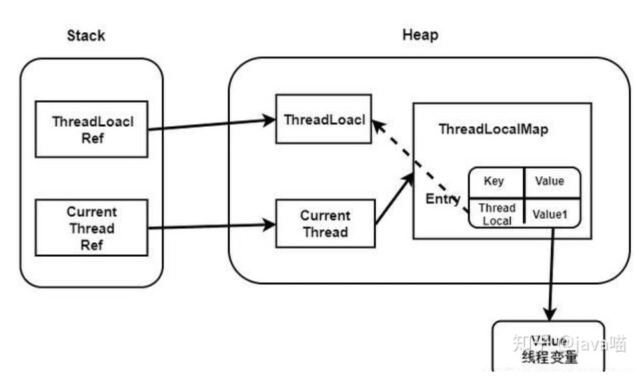 Stack
Heap
ThreadLoacl
Ref
ThreadLoacl
ThreadLocalMap
Key
Value
Entry
Thread
Local
Value1
Current
Thread
Ref
Current
Thread
Value
线程变量
知乎 @java喵